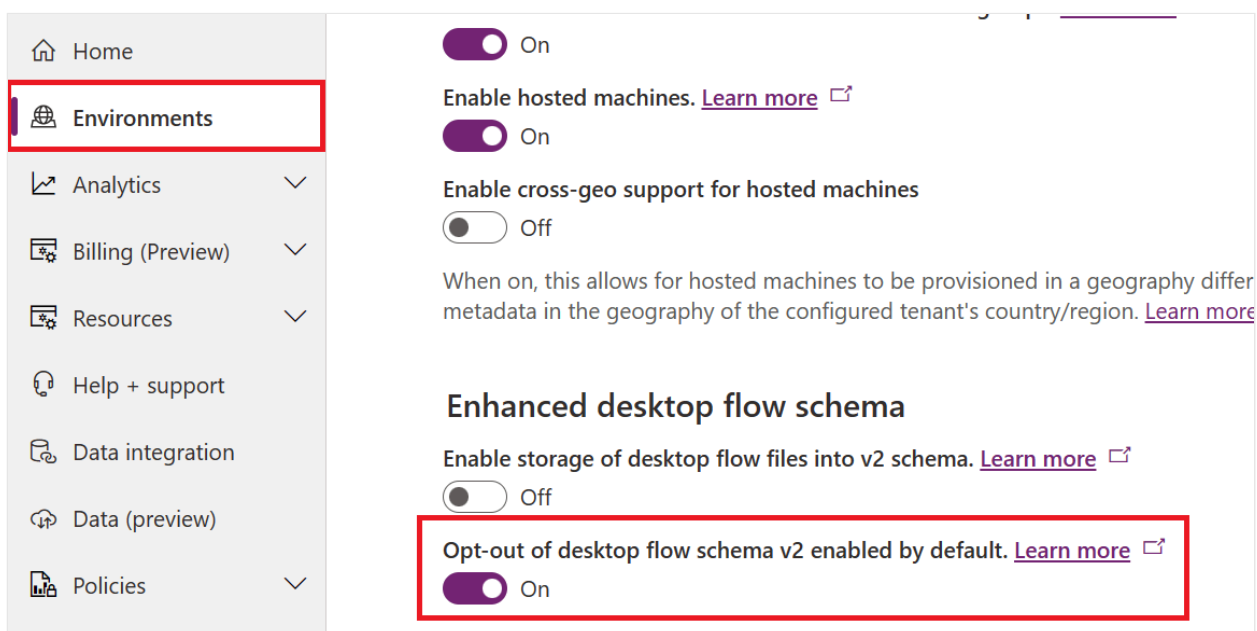 Home
Environments
Analytics
Billing (Preview)
Resources
Help + support
Data integration
Data (preview)
Policies
On
Enable hosted machines. Learn more
On
Enable cross-geo support for hosted machines
Off
When on, this allows for hosted machines to be provisioned in a geography differ
metadata in the geography of the configured tenant's country/region. Learn more
Enhanced desktop flow schema
Enable storage of desktop flow files into v2 schema. Learn more
Off
Opt-out of desktop flow schema v2 enabled by default. Learn more
On